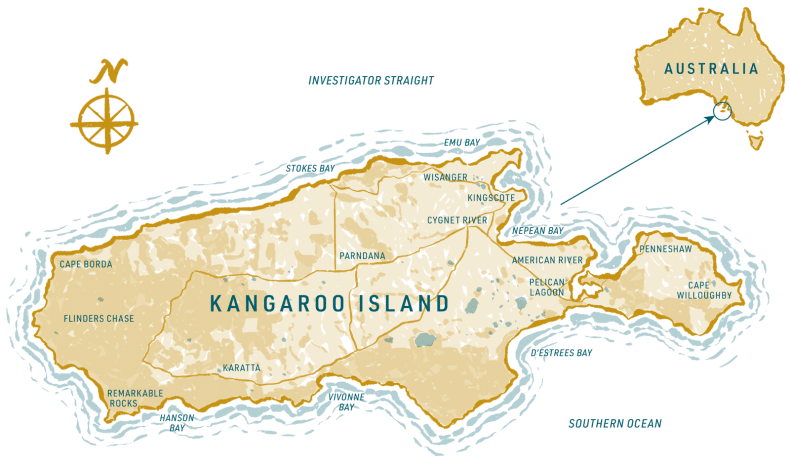 N
AUSTRALIA
INVESTIGATOR STRAIGHT
EMU BAY
STOKES BAY
WISANGER
KINGSCOTE
CYGNET RIVER
NEPEAN BAY
PENNESHAW
PARNDANA
AMERICAN RIVER
CAPE BORDA
PELICAN
LAGOON
CAPE
WILLOUGHBY
KANGAROO ISLAND
FLINDERS CHASE
D'ESTREES BAY
KARATTA
REMARKABLE
ROCKS
VIVONNE
BAY
HANSON
BAY
SOUTHERN OCEAN